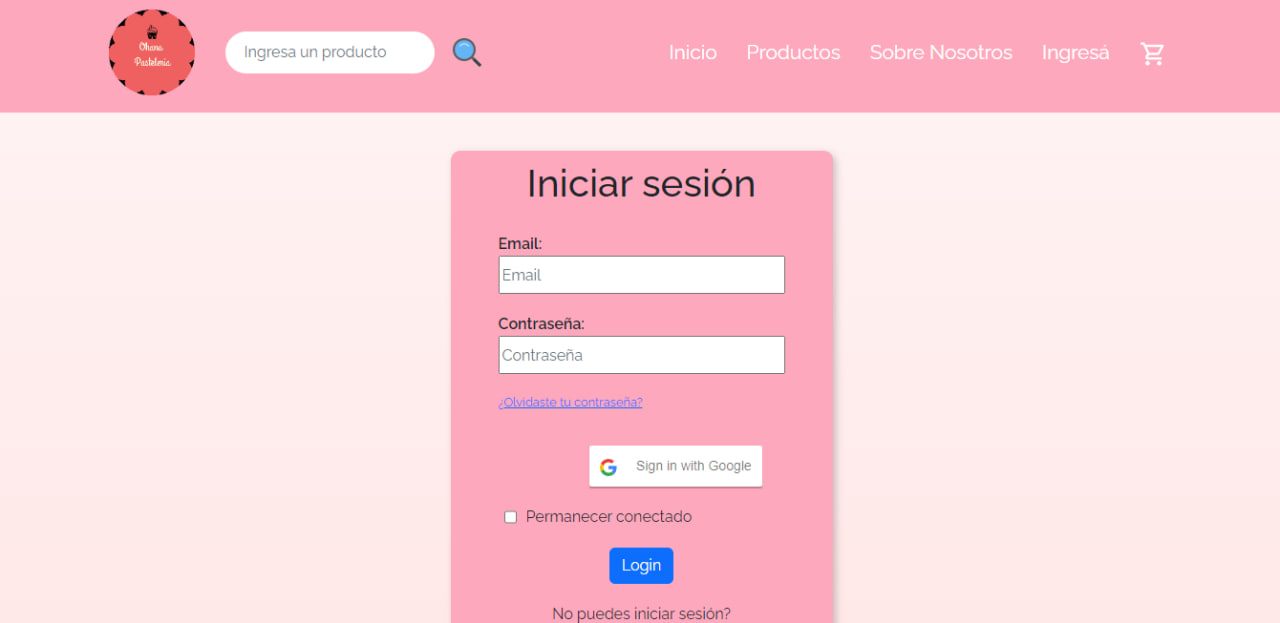 Ohana
Pastelería
Ingresa un producto
Inicio Productos Sobre Nosotros Ingresá
Iniciar sesión
Email:
Email
Contraseña:
Contraseña
¿Olvidaste tu contraseña?
Sign in with Google
Permanecer conectado
Login
No puedes iniciar sesión?